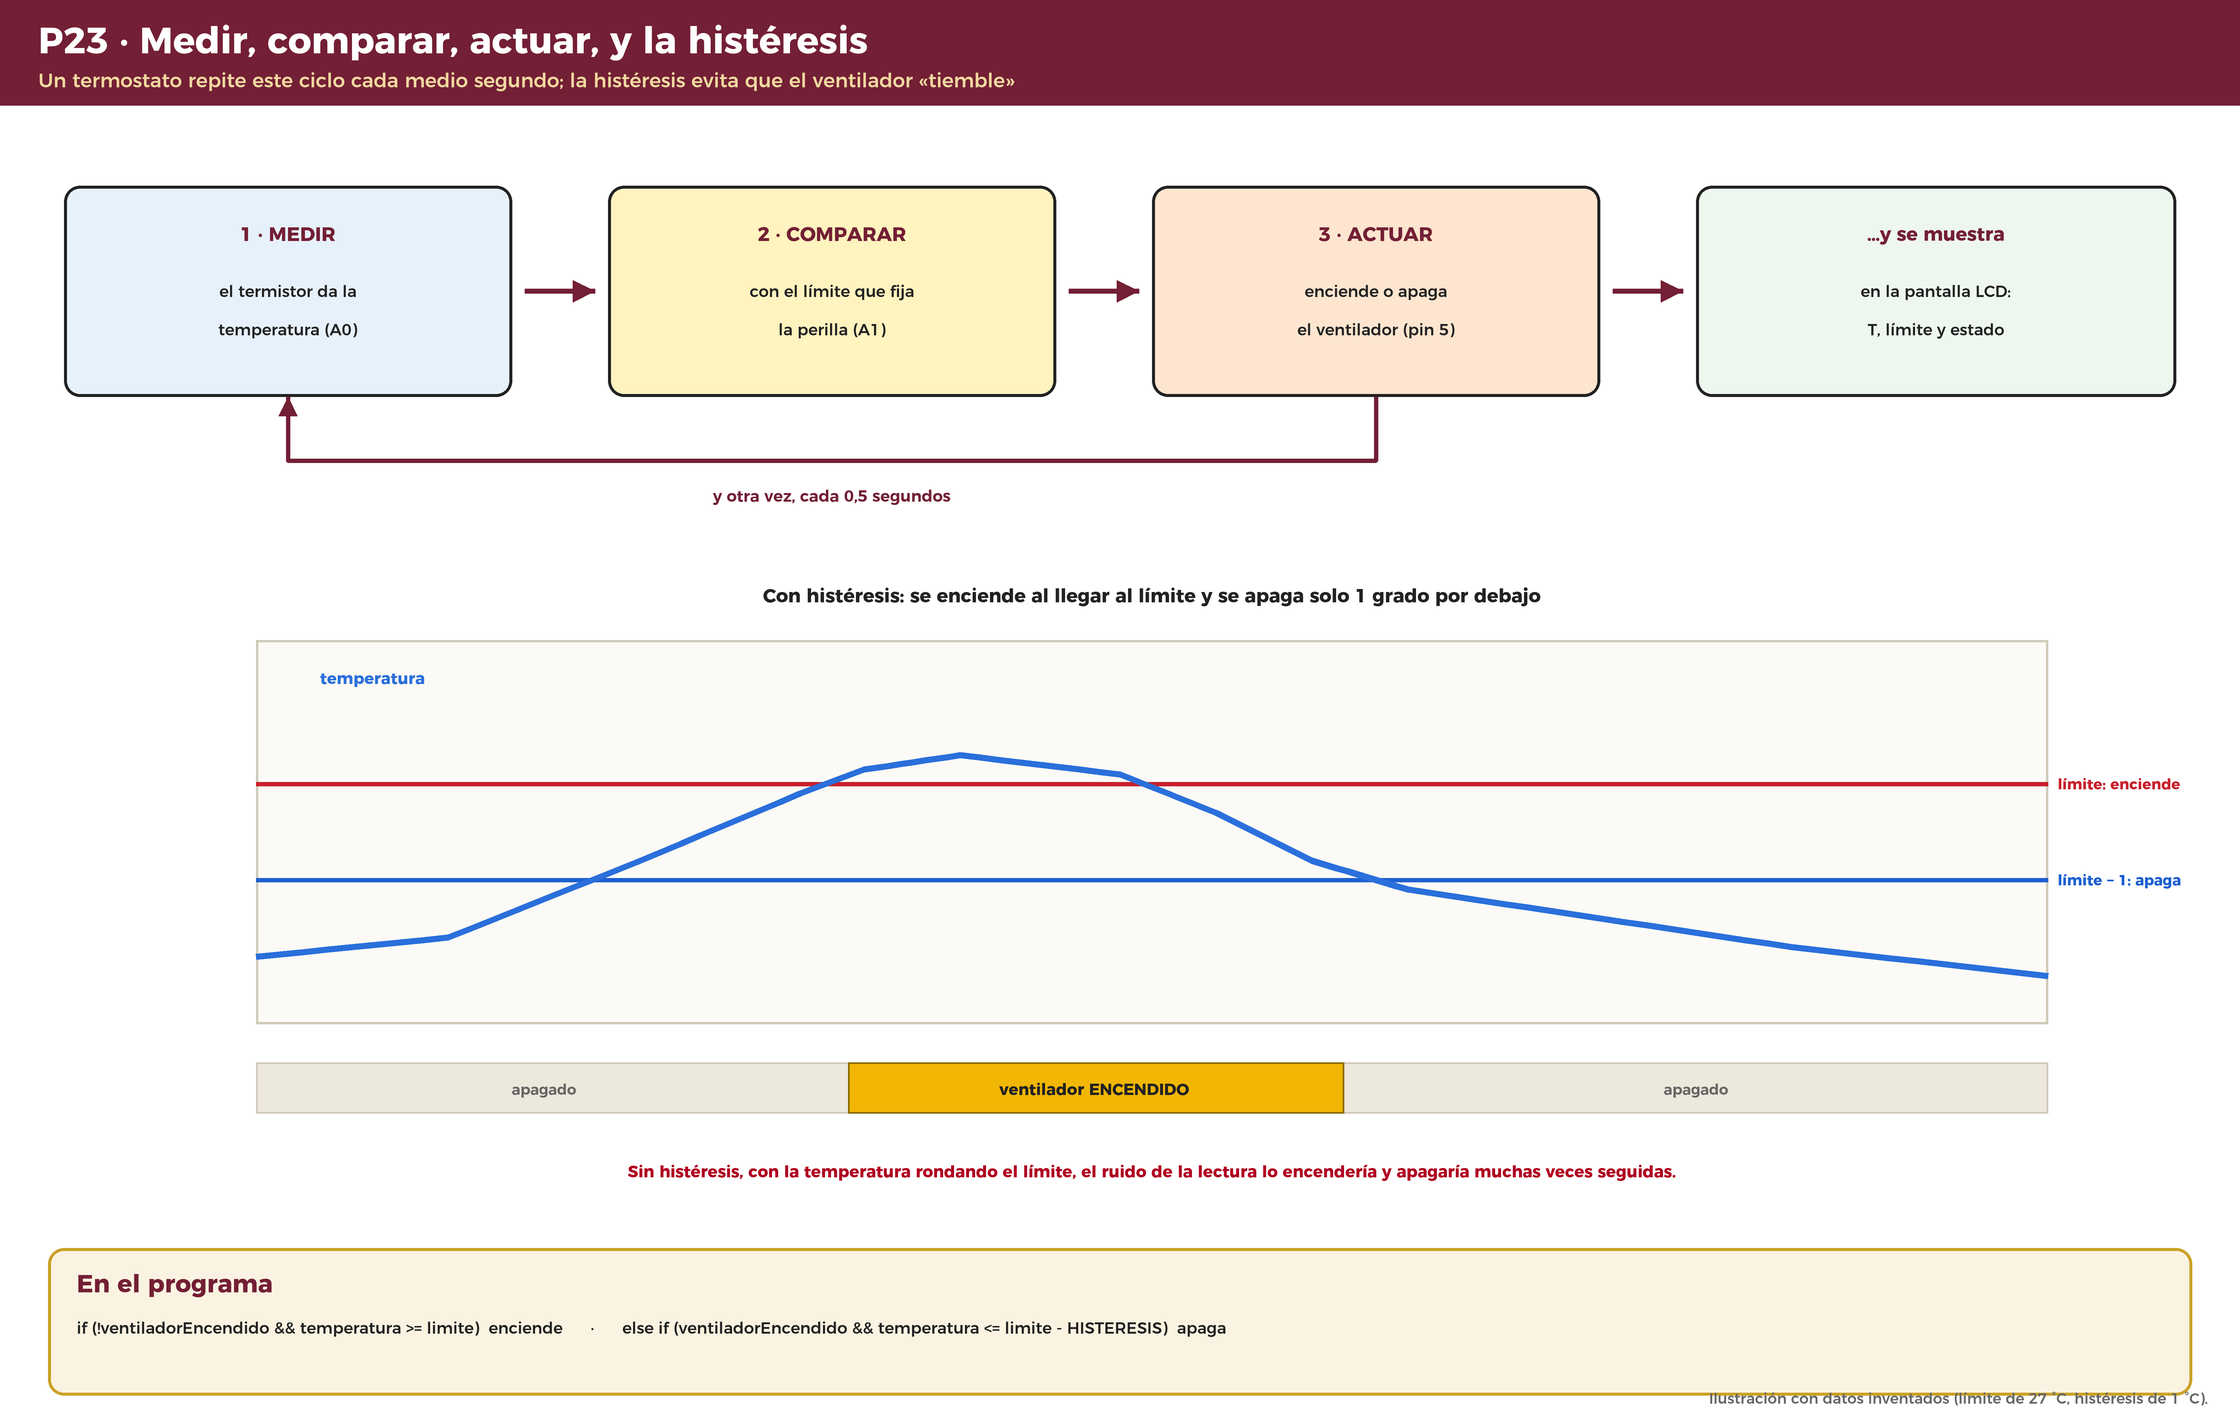 P23 · Medir, comparar, actuar, y la histéresis
Un termostato repite este ciclo cada medio segundo; la histéresis evita que el ventilador «tiemble»
1 · MEDIR
el termistor da la
temperatura (A0)
2 · COMPARAR
con el límite que fija
la perilla (A1)
3 · ACTUAR
enciende o apaga
el ventilador (pin 5)
...y se muestra
en la pantalla LCD:
T, límite y estado
y otra vez, cada 0,5 segundos
Con histéresis: se enciende al llegar al límite y se apaga solo 1 grado por debajo
temperatura
límite: enciende
límite − 1: apaga
apagado
ventilador ENCENDIDO
apagado
Sin histéresis, con la temperatura rondando el límite, el ruido de la lectura lo encendería y apagaría muchas veces seguidas.
En el programa
if (!ventiladorEncendido && temperatura >= limite)  enciende · else if (ventiladorEncendido && temperatura <= limite - HISTERESIS)  apaga
Ilustración con datos inventados (límite de 27 °C, histéresis de 1 °C).